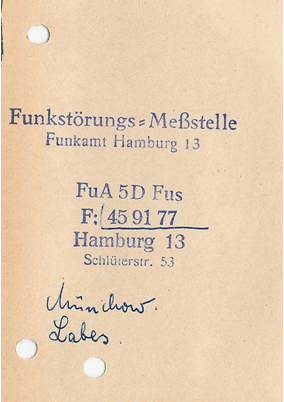 Funkstörungs=Meßstelle
Funkamt Hamburg 13
FuA 5D Fus
F: 45 91 77
Hamburg 13
Schlüterstr. 53
Münchow.
Labes.